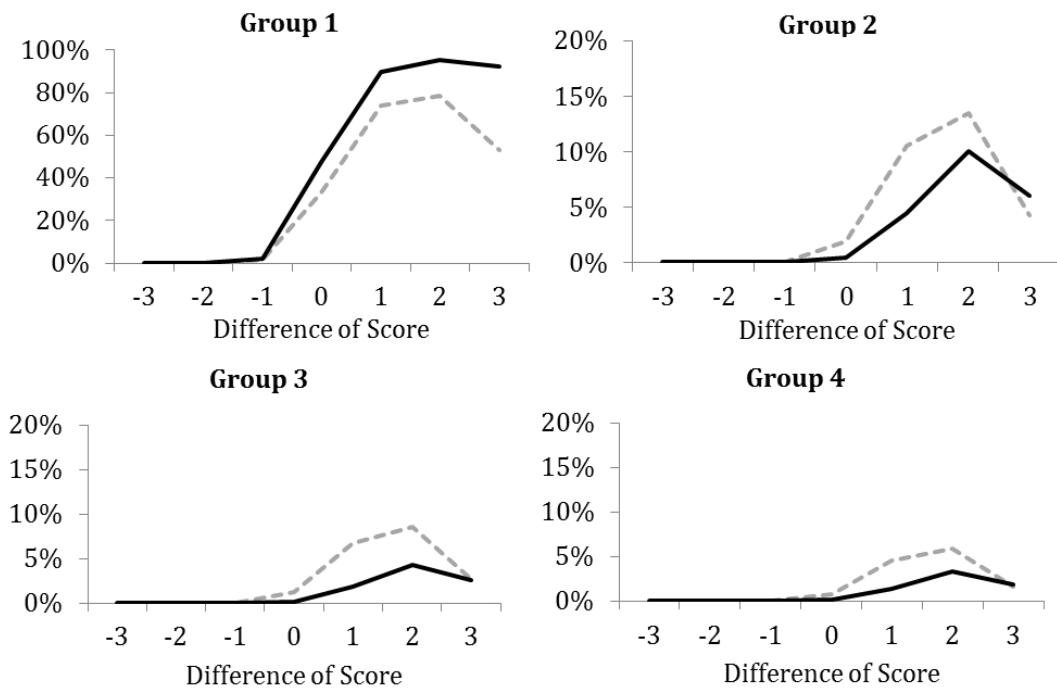 Group 1
100%
80%
60%
40%
20%
0%
-3 -2 -1 0 1 2 3
Difference of Score
Group 2
20%
15%
10%
5%
0%
-3 -2 -1 0 1 2 3
Difference of Score
Group 3
20%
15%
10%
5%
0%
-3 -2 -1 0 1 2 3
Difference of Score
Group 4
20%
15%
10%
5%
0%
-3 -2 -1 0 1 2 3
Difference of Score